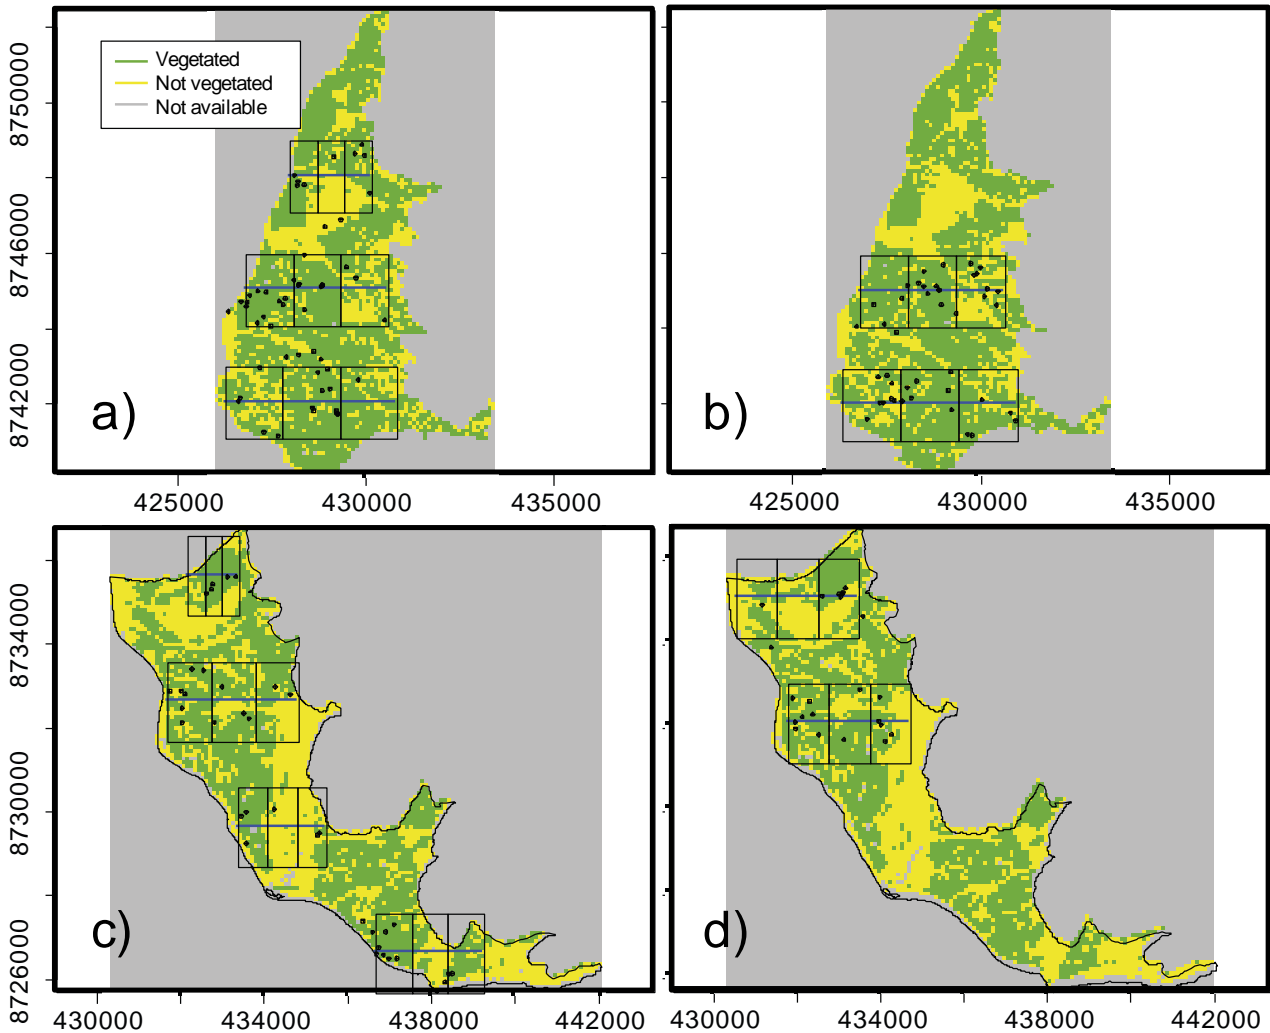 Vegetated
Not vegetated
Not available
8750000
8746000
8742000
a)
b)
425000 430000 435000
425000 430000 435000
8734000
8730000
8726000
c)
d)
430000 434000 438000 442000
430000 434000 438000 442000